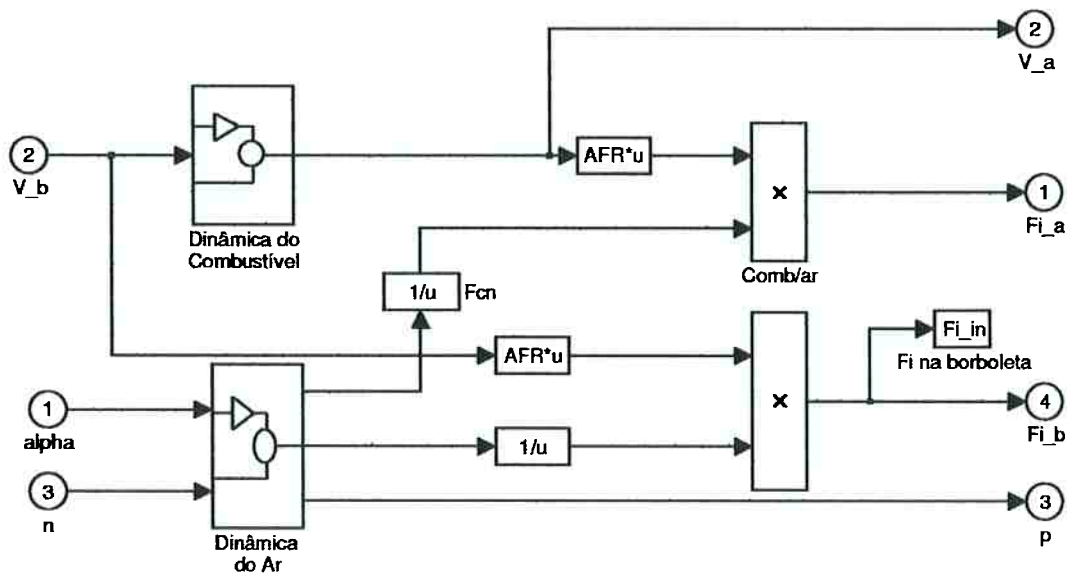 2
V_a
2
V_b
Dinâmica do
Combustível
AFR*u
×
Comb/ar
1
Fi_a
1/u
Fcn
AFR*u
Fi_in
Fi na borboleta
1
alpha
×
4
Fi_b
1/u
3
n
Dinâmica
do Ar
3
p